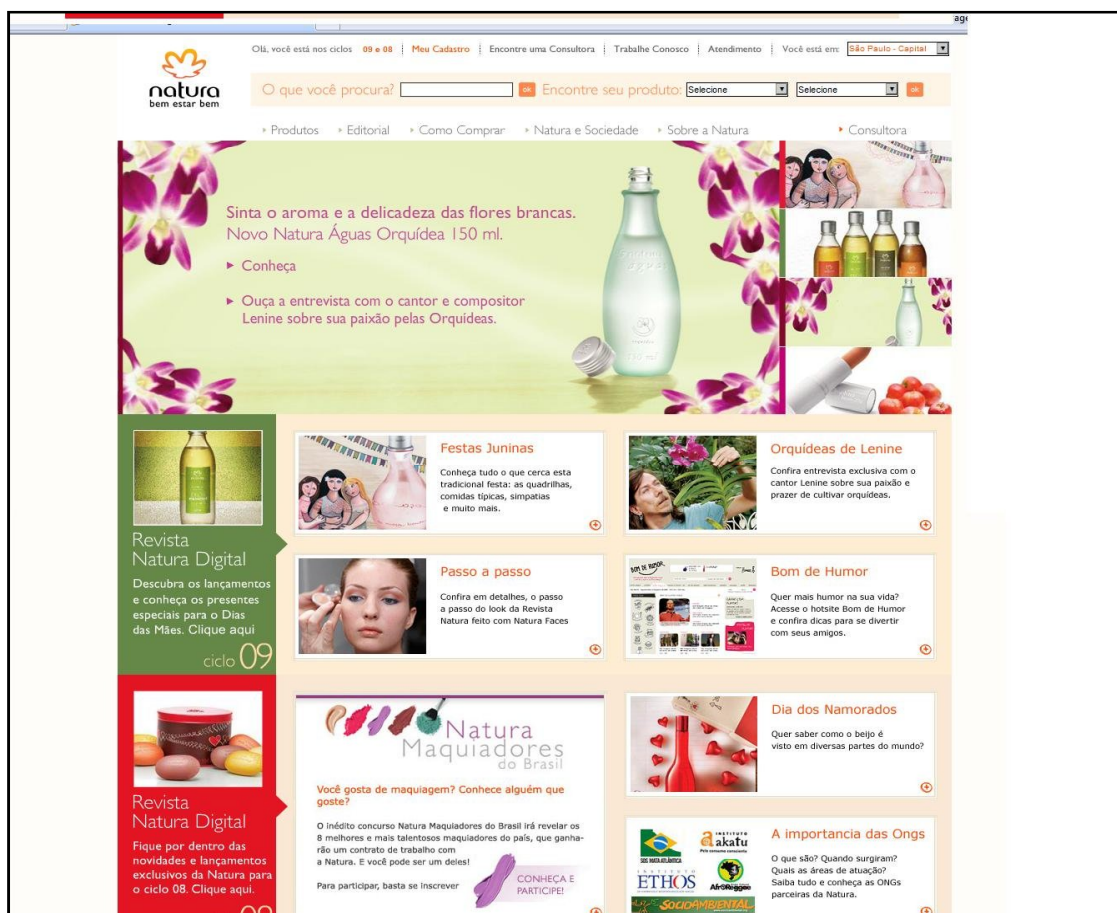 Olá, você está nos ciclos 09 e 08 Meu Cadastro Encontre uma Consultora Trabalhe Conosco Atendimento Você está em: São Paulo - Capital
natura
bem estar bem
O que você procura? ok Encontre seu produto: Selecione Selecione ok
Produtos Editorial Como Comprar Natura e Sociedade Sobre a Natura Consultora
Sinta o aroma e a delicadeza das flores brancas.
Novo Natura Águas Orquídea 150 ml.
Conheça
Ouça a entrevista com o cantor e compositor
Lenine sobre sua paixão pelas Orquídeas.
Revista
Natura Digital
Descubra os lançamentos
e conheça os presentes
especiais para o Dia
das Mães. Clique aqui
ciclo 09
Festas Juninas
Conheça tudo o que cerca esta
tradicional festa: as quadrilhas,
comidas típicas, simpatias
e muito mais.
Orquídeas de Lenine
Confira entrevista exclusiva com o
cantor Lenine sobre sua paixão e
prazer de cultivar orquídeas.
Passo a passo
Confira em detalhes, o passo
a passo do look da Revista
Natura feito com Natura Faces
BOM DE HUMOR
Bom de Humor
Quer mais humor na sua vida?
Acesse o hotsite Bom de Humor
e confira dicas para se divertir
com seus amigos.
Revista
Natura Digital
Fique por dentro das
novidades e lançamentos
exclusivos da Natura para
o ciclo 08. Clique aqui.
Natura
Maquiadores
do Brasil
Você gosta de maquiagem? Conhece alguém que
goste?
O inédito concurso Natura Maquiadores do Brasil irá revelar os
8 melhores e mais talentosos maquiadores do país, que ganha-
rão um contrato de trabalho com
a Natura. E você pode ser um deles!
Para participar, basta se inscrever
CONHEÇA E
PARTICIPE!
Dia dos Namorados
Quer saber como o beijo é
visto em diversas partes do mundo?
SOS MATA ATLÂNTICA
INSTITUTO
akatu
INSTITUTO
ETHOS
AfroReggae
SOCIOAMBIENTAL
A importancia das Ongs
O que são? Quando surgiram?
Quais as áreas de atuação?
Saiba tudo e conheça as ONGs
parceiras da Natura.